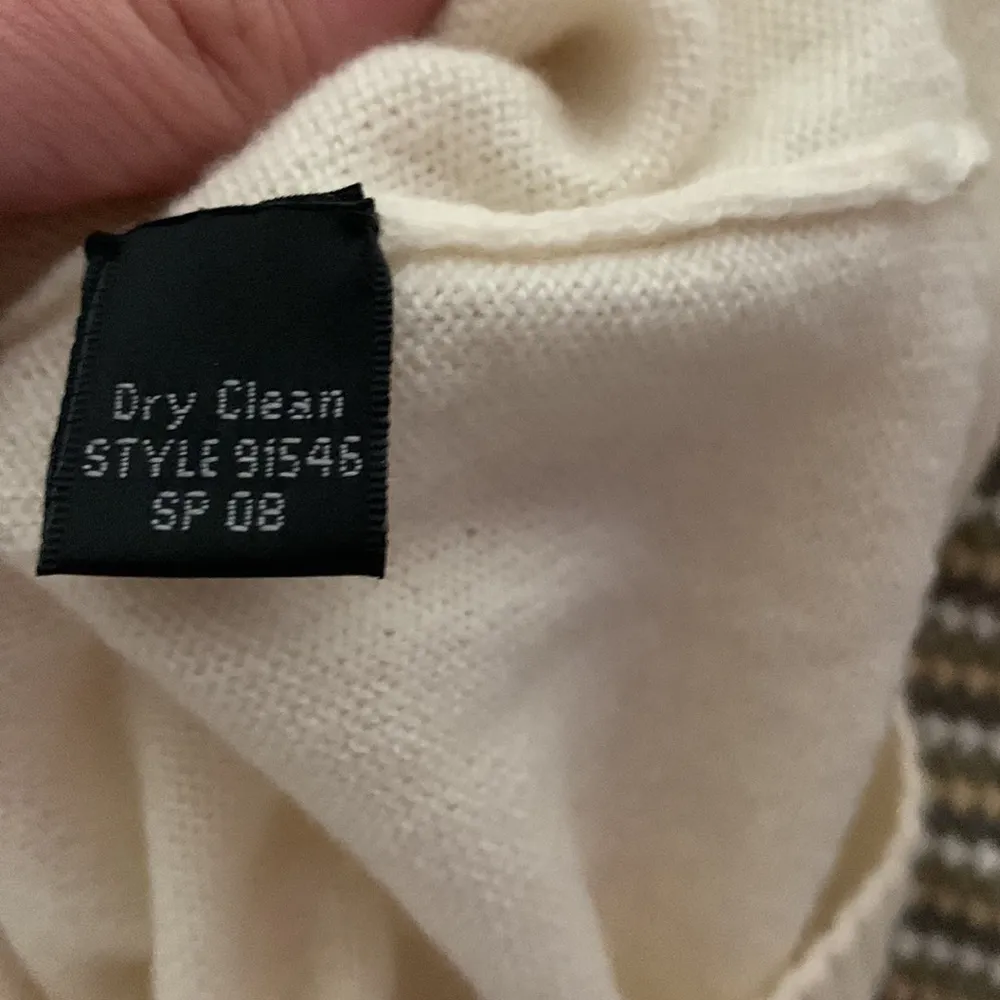 Dry Clean
STYLE 91546
SP 08